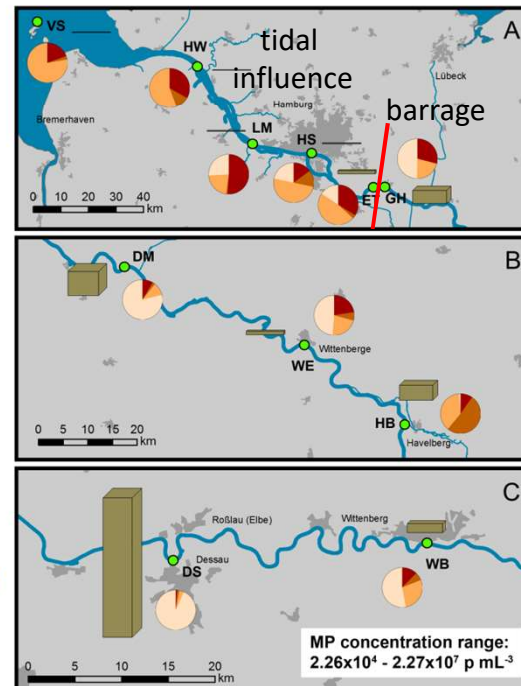 A
VS
HW
tidal
influence
Lübeck
Hamburg
barrage
Bremerhaven
LM
HS
E
GH
0 10 20 30 40
km
B
DM
Wittenberge
WE
HB
Havelberg
0 5 10 15 20
km
C
Roßlau (Elbe)
Wittenberg
DS
Dessau
WB
0 5 10 15 20
km
MP concentration range:
2.26x10⁴ - 2.27x10⁷ p mL⁻³